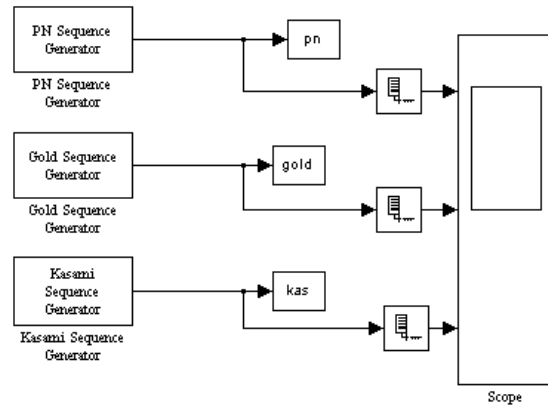 PN Sequence
Generator
PN Sequence
Generator
pn
Gold Sequence
Generator
Gold Sequence
Generator
gold
Kasami
Sequence
Generator
Kasami Sequence
Generator
kas
Scope